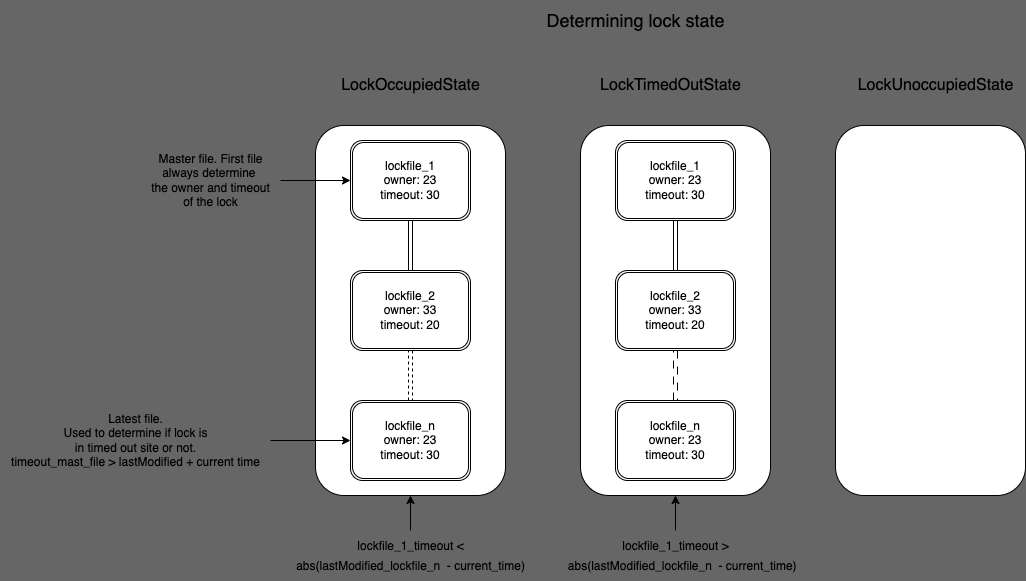 Determining lock state
LockOccupiedState
LockTimedOutState
LockUnoccupiedState
Master file. First file
always determine
the owner and timeout
of the lock
lockfile_1
owner: 23
timeout: 30
lockfile_1
owner: 23
timeout: 30
lockfile_2
owner: 33
timeout: 20
lockfile_2
owner: 33
timeout: 20
Latest file.
Used to determine if lock is
in timed out site or not.
timeout_mast_file > lastModified + current time
lockfile_n
owner: 23
timeout: 30
lockfile_n
owner: 23
timeout: 30
lockfile_1_timeout <
abs(lastModified_lockfile_n - current_time)
lockfile_1_timeout >
abs(lastModified_lockfile_n - current_time)